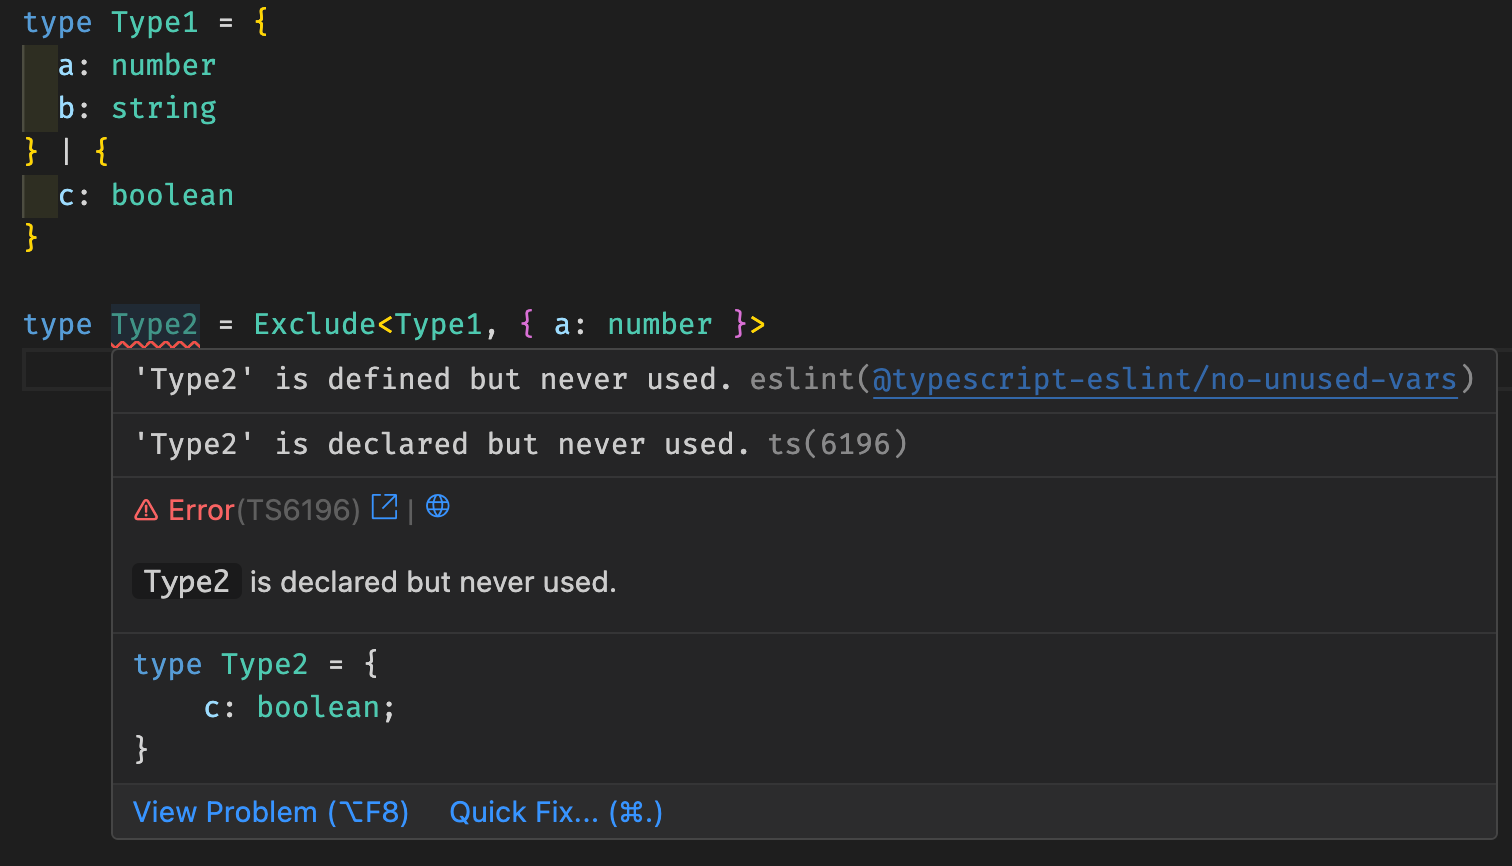 type Type1 = {
  a: number
  b: string
} | {
  c: boolean
}
type Type2 = Exclude<Type1, { a: number }>
'Type2' is defined but never used. eslint(@typescript-eslint/no-unused-vars)
'Type2' is declared but never used. ts(6196)
Error(TS6196) |
Type2 is declared but never used.
type Type2 = {
    c: boolean;
}
View Problem (⌥F8) Quick Fix... (⌘.)